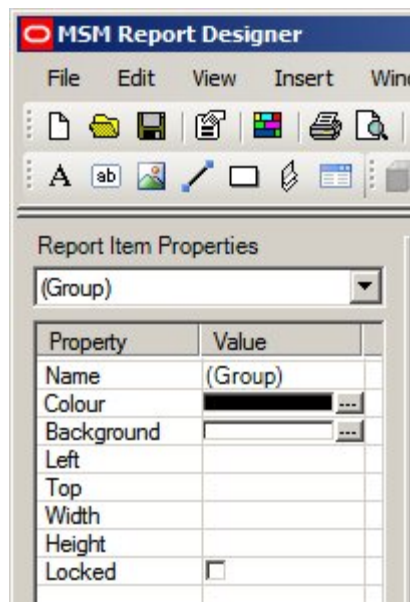 MSM Report Designer
File Edit View Insert
A ab
Report Item Properties
(Group)
Property Value
Name (Group)
Colour ...
Background ...
Left
Top
Width
Height
Locked